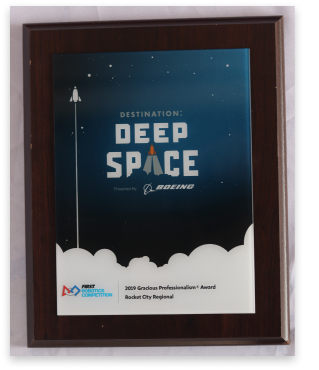 DESTINATION:
DEEP
SPACE
Presented By BOEING
FIRST
ROBOTICS
COMPETITION
2019 Gracious Professionalism® Award
Rocket City Regional